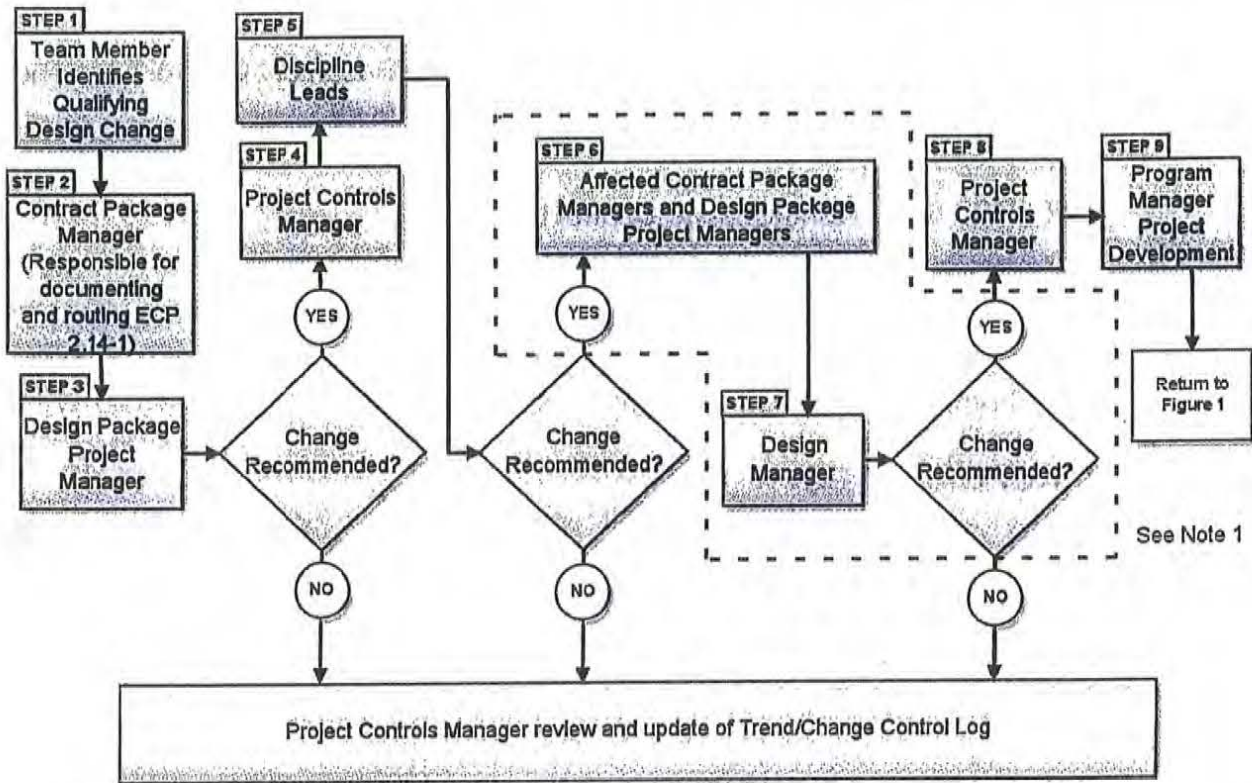 STEP 1
Team Member
Identifies
Qualifying
Design Change
STEP 2
Contract Package
Manager
(Responsible for
documenting
and routing ECP
2.14-1)
STEP 3
Design Package
Project
Manager
Change
Recommended?
YES
NO
STEP 4
Project Controls
Manager
STEP 5
Discipline
Leads
Change
Recommended?
YES
NO
STEP 6
Affected Contract Package
Managers and Design Package
Project Managers
STEP 7
Design
Manager
Change
Recommended?
YES
NO
STEP 8
Project
Controls
Manager
STEP 9
Program
Manager
Project
Development
Return to
Figure 1
See Note 1
Project Controls Manager review and update of Trend/Change Control Log